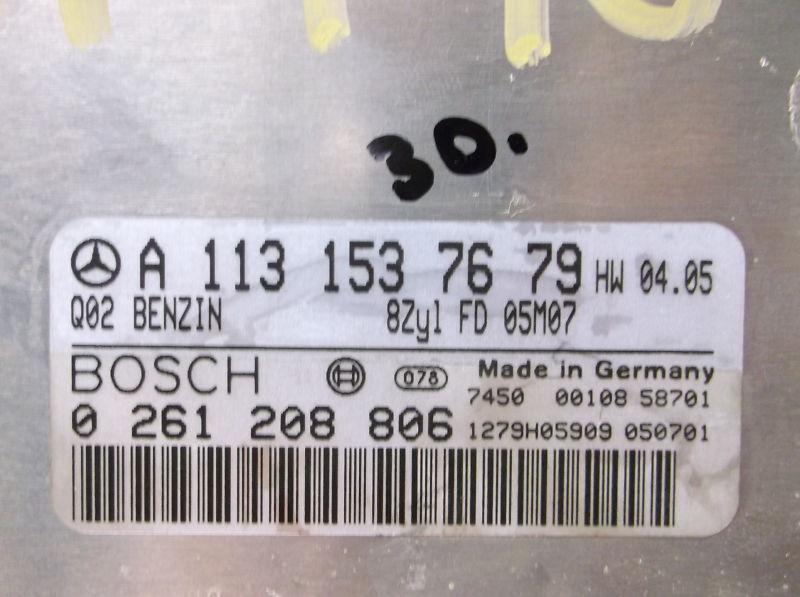 30.
A 113 153 76 79 HW 04.05
Q02 BENZIN 8Zyl FD 05M07
BOSCH 078 Made in Germany
7450 00108 58701
0 261 208 806 1279H05909 050701